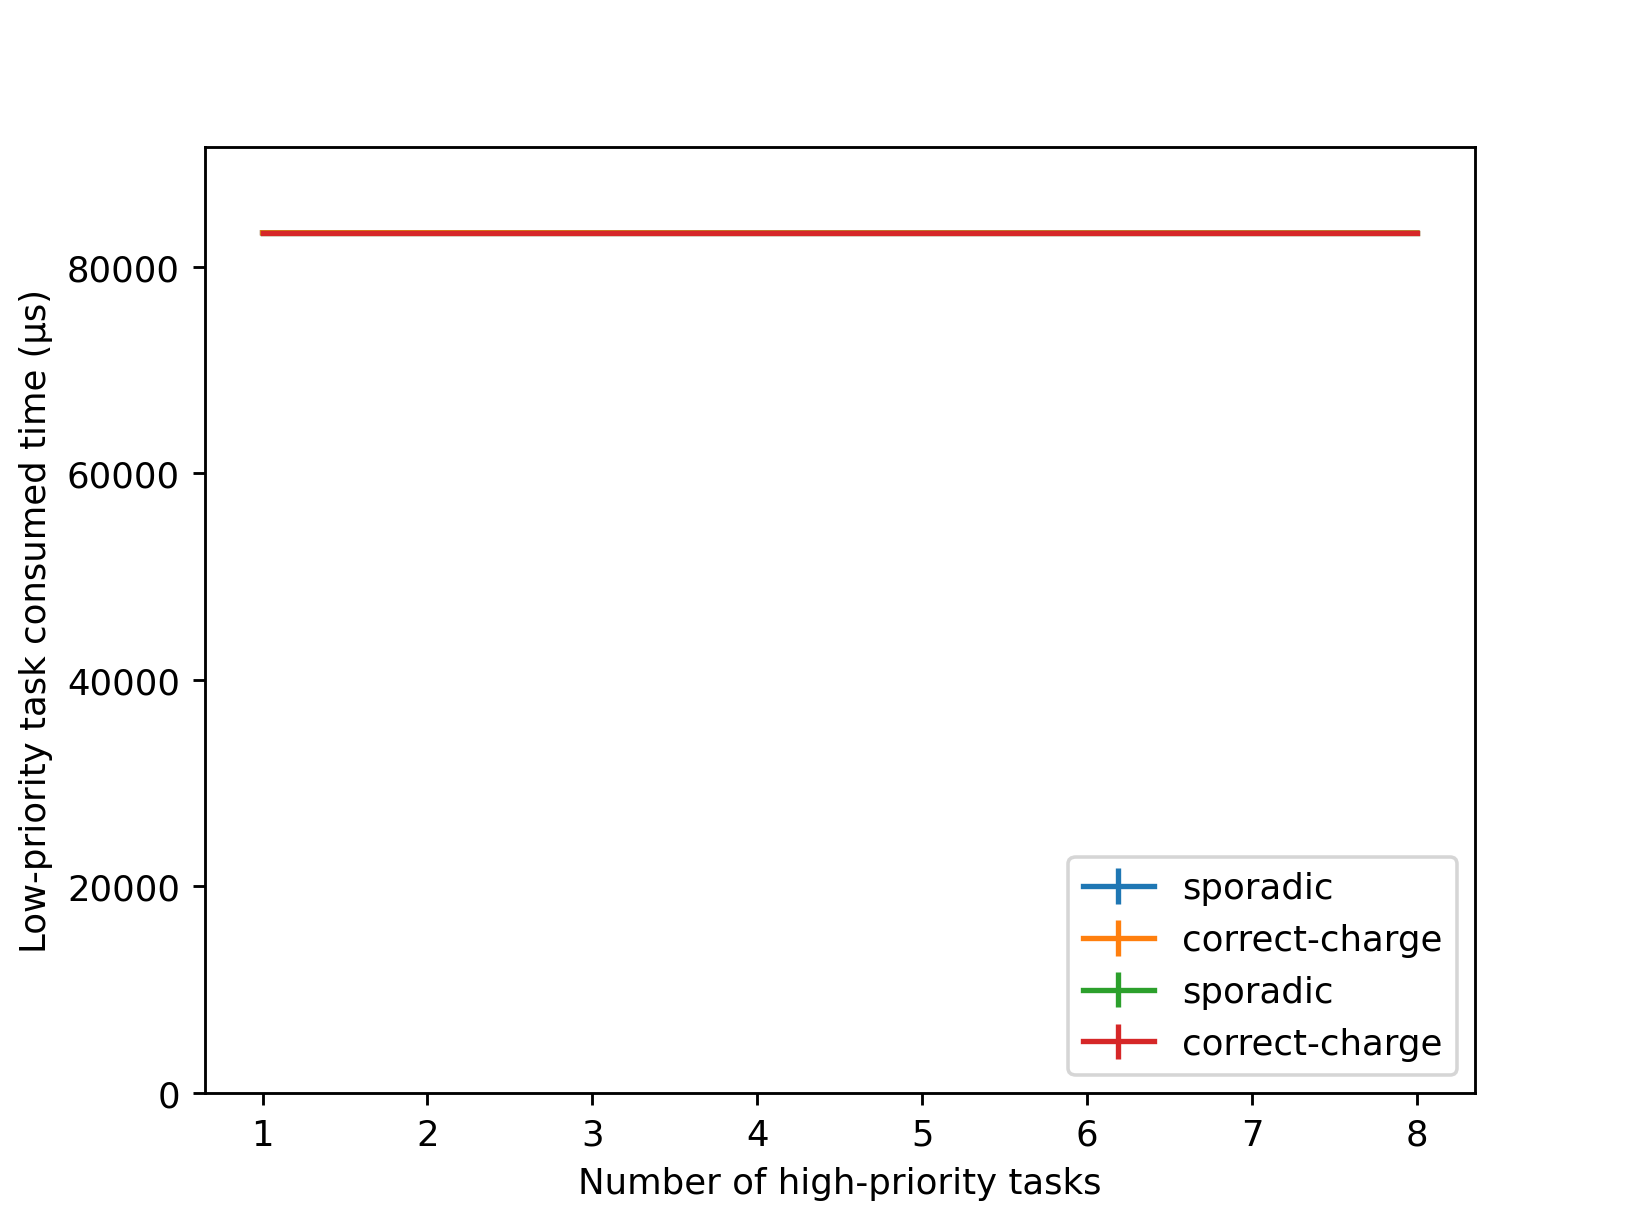 Low-priority task consumed time (µs)
80000
60000
40000
20000
0
sporadic
correct-charge
sporadic
correct-charge
1 2 3 4 5 6 7 8
Number of high-priority tasks